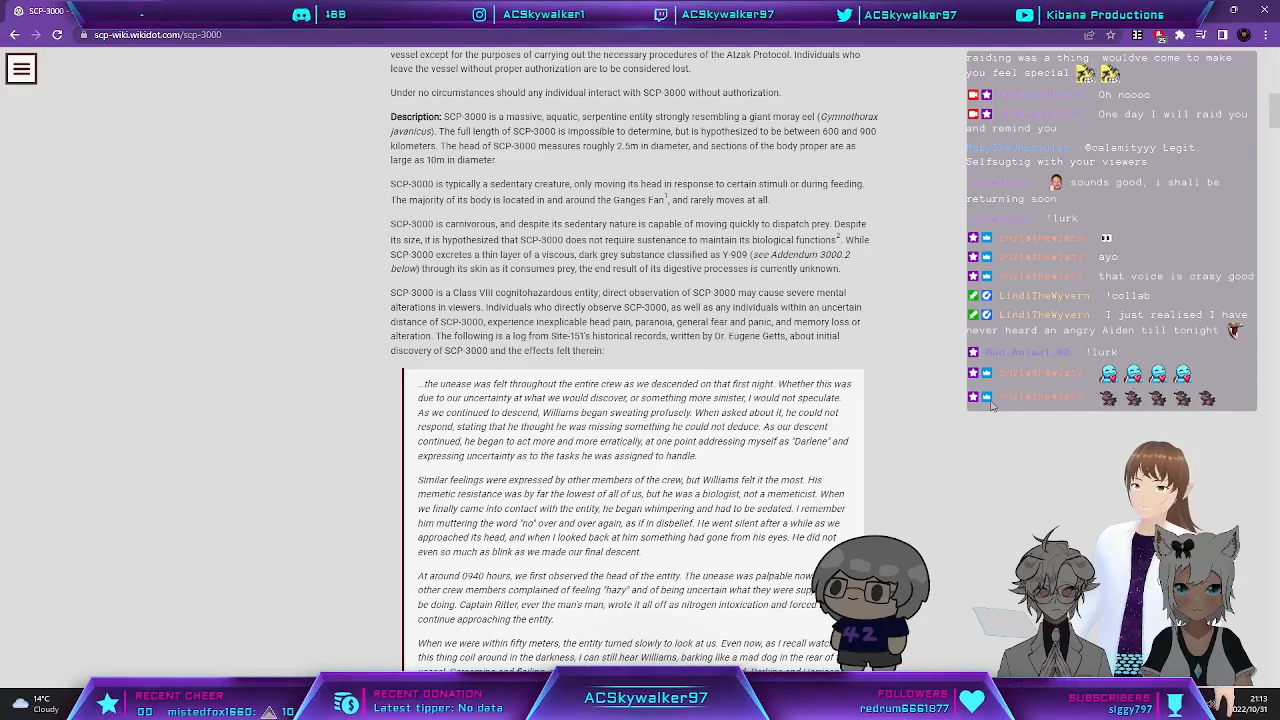 SCP-3000
188
ACSkywalker1
ACSkywalker97
ACSkywalker97
Kibana Productions
scp-wiki.wikidot.com/scp-3000
vessel except for the purposes of carrying out the necessary procedures of the Atzak Protocol. Individuals who
leave the vessel without proper authorization are to be considered lost.
Under no circumstances should any individual interact with SCP-3000 without authorization.
Description: SCP-3000 is a massive, aquatic, serpentine entity strongly resembling a giant moray eel (Gymnothorax
javanicus). The full length of SCP-3000 is impossible to determine, but is hypothesized to be between 600 and 900
kilometers. The head of SCP-3000 measures roughly 2.5m in diameter, and sections of the body proper are as
large as 10m in diameter.
SCP-3000 is typically a sedentary creature, only moving its head in response to certain stimuli or during feeding.
The majority of its body is located in and around the Ganges Fan1, and rarely moves at all.
SCP-3000 is carnivorous, and despite its sedentary nature is capable of moving quickly to dispatch prey. Despite
its size, it is hypothesized that SCP-3000 does not require sustenance to maintain its biological functions2. While
SCP-3000 excretes a thin layer of a viscous, dark grey substance classified as Y-909 (see Addendum 3000.2
below) through its skin as it consumes prey, the end result of its digestive processes is currently unknown.
SCP-3000 is a Class VIII cognitohazardous entity; direct observation of SCP-3000 may cause severe mental
alterations in viewers. Individuals who directly observe SCP-3000, as well as any individuals within an uncertain
distance of SCP-3000, experience inexplicable head pain, paranoia, general fear and panic, and memory loss or
alteration. The following is a log from Site-151's historical records, written by Dr. Eugene Getts, about initial
discovery of SCP-3000 and the effects felt therein:
…the unease was felt throughout the entire crew as we descended on that first night. Whether this was
due to our uncertainty at what we would discover, or something more sinister, I would not speculate.
As we continued to descend, Williams began sweating profusely. When asked about it, he could not
respond, stating that he thought he was missing something he could not deduce. As our descent
continued, he began to act more and more erratically, at one point addressing myself as "Darlene" and
expressing uncertainty as to the tasks he was assigned to handle.
Similar feelings were expressed by other members of the crew, but Williams felt it the most. His
memetic resistance was by far the lowest of all of us, but he was a biologist, not a memeticist. When
we finally came into contact with the entity, he began whimpering and had to be sedated. I remember
him muttering the word "no" over and over again, as if in disbelief. He went silent after a while as we
approached its head, and when I looked back at him something had gone from his eyes. He did not
even so much as blink as we made our final descent.
At around 0940 hours, we first observed the head of the entity. The unease was palpable now
other crew members complained of feeling "hazy" and of being uncertain what they were sup
be doing. Captain Ritter, ever the man's man, wrote it all off as nitrogen intoxication and forced
continue approaching the entity.
When we were within fifty meters, the entity turned slowly to look at us. Even now, as I recall watc
this thing coil around in the darkness, I can still hear Williams, barking like a mad dog in the rear of
raiding was a thing. wouldve come to make
you feel special
Oh noooo
One day I will raid you
and remind you
MobyTheUnpopular @calamityyy Legit.
Selfsugtig with your viewers
sounds good, i shall be
returning soon
!lurk
christhewiztv
christhewiztv ayo
christhewiztv that voice is crazy good
LindiTheWyvern !collab
LindiTheWyvern I just realised I have
never heard an angry Aiden till tonight
Mad_Animal_ZX !lurk
christhewiztv
christhewiztv
42
14°C
Cloudy
RECENT CHEER
mistedfox1660: 10
RECENT DONATION
Latest tipper: No data
ACSkywalker97
FOLLOWERS
redrum6661877
SUBSCRIBERS
siggy797
21:13
2022/10/31